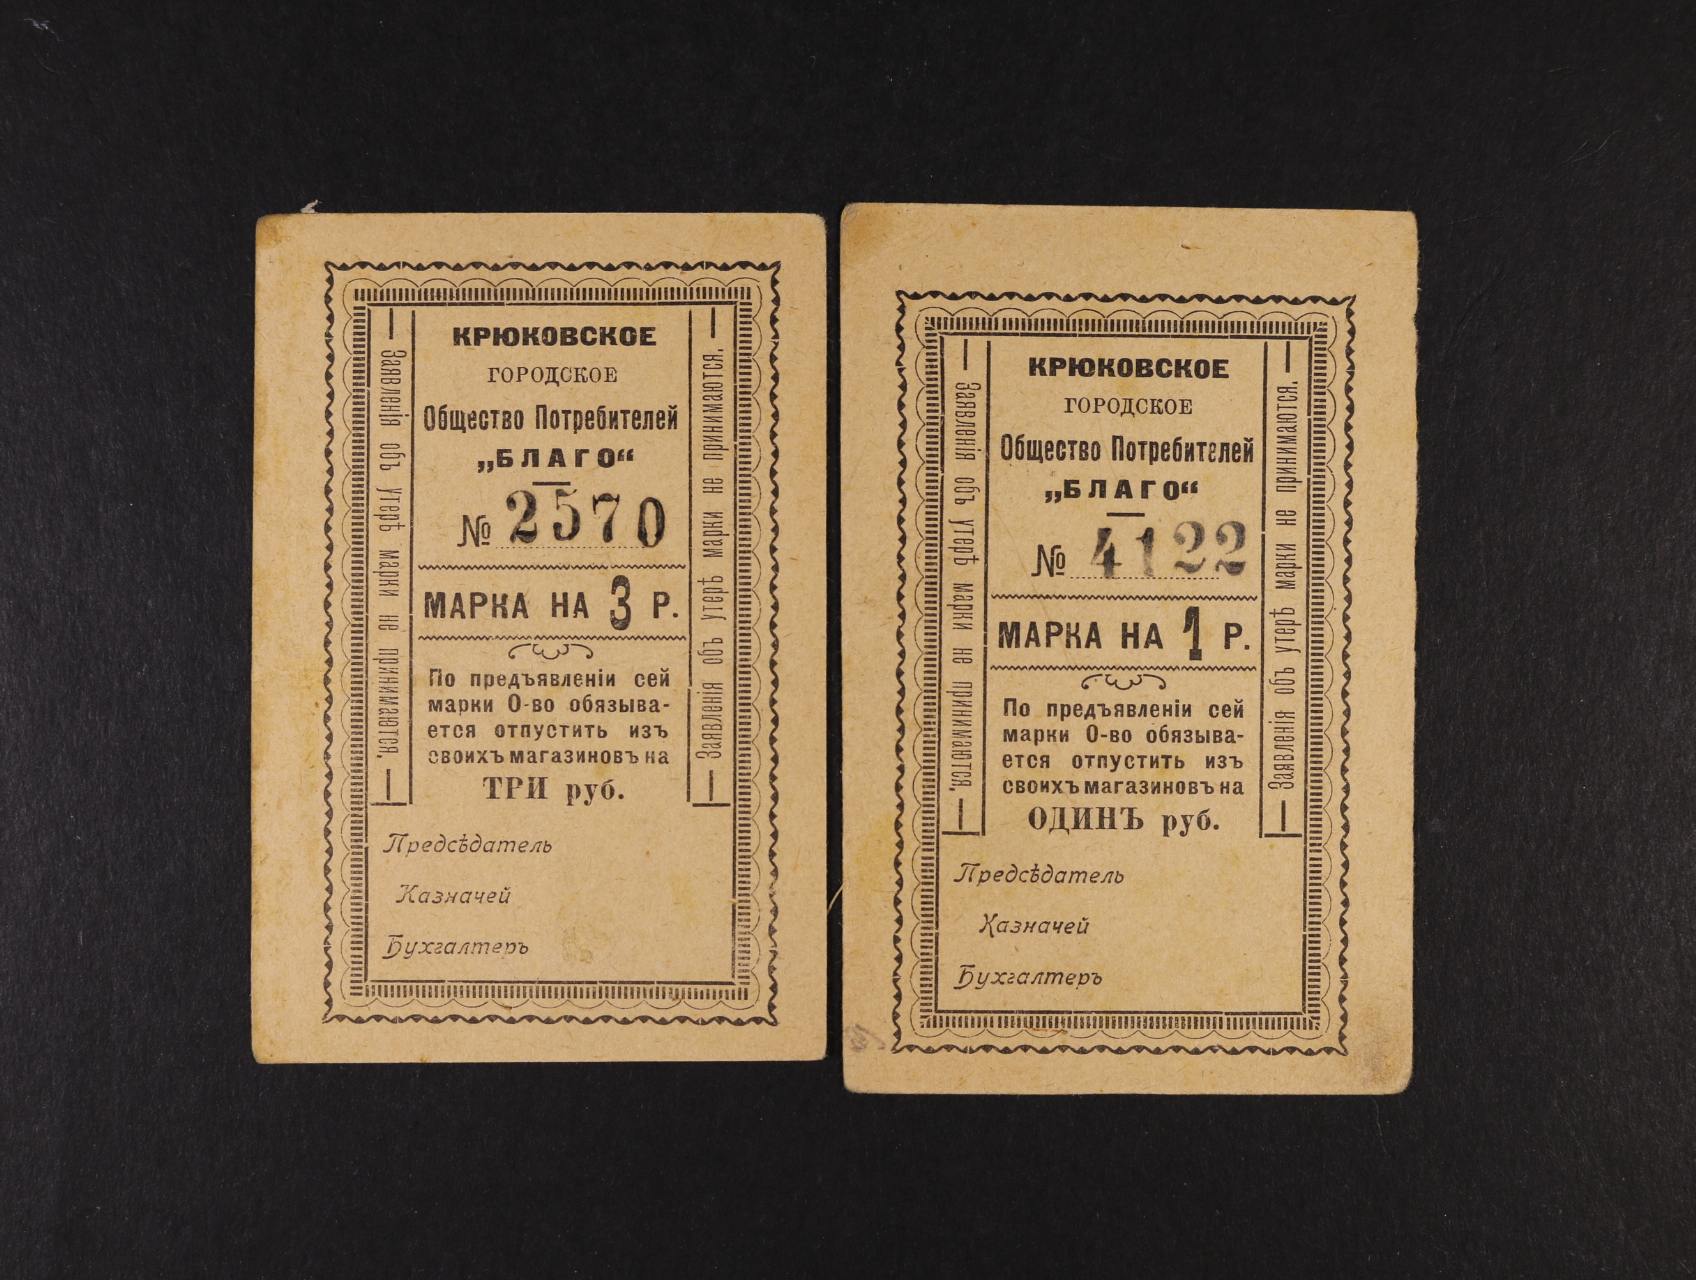 КРЮКОВСКОЕ
ГОРОДСКОЕ
Общество Потребителей
„БЛАГО“
№ 2570
МАРКА НА 3 Р.
По предъявленіи сей
марки О-во обязыва-
ется отпустить изъ
своихъ магазиновъ на
ТРИ руб.
Заявленія объ утерѣ марки не принимаются.
Заявленія объ утерѣ марки не принимаются.
Предсѣдатель
Казначей
Бухгалтеръ
КРЮКОВСКОЕ
ГОРОДСКОЕ
Общество Потребителей
„БЛАГО“
№ 4122
МАРКА НА 1 Р.
По предъявленіи сей
марки О-во обязыва-
ется отпустить изъ
своихъ магазиновъ на
ОДИНЪ руб.
Заявленія объ утерѣ марки не принимаются.
Заявленія объ утерѣ марки не принимаются.
Предсѣдатель
Казначей
Бухгалтеръ